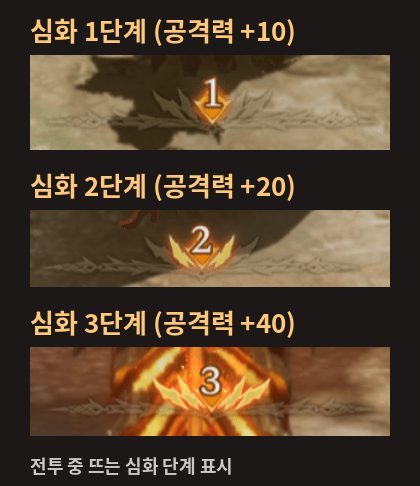 심화 1단계 (공격력 +10)
1
심화 2단계 (공격력 +20)
2
심화 3단계 (공격력 +40)
3
전투 중 뜨는 심화 단계 표시